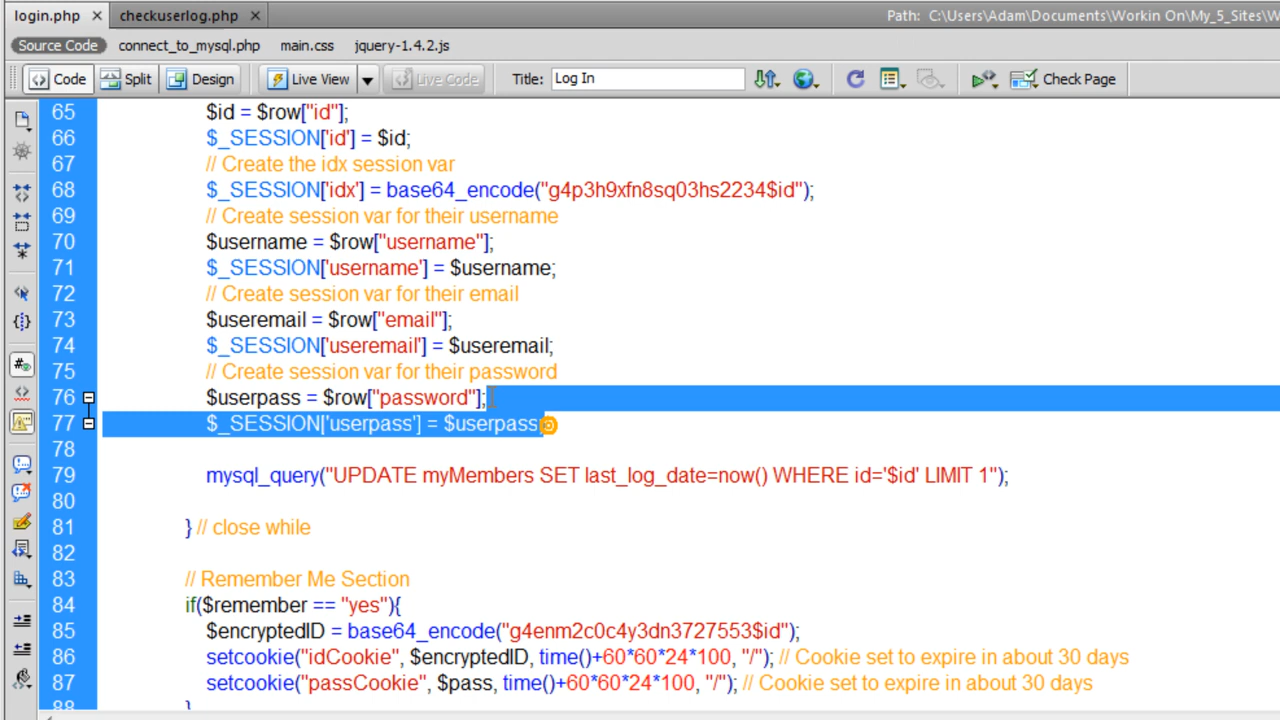 login.php × checkuserlog.php × Path: C:\Users\Adam\Documents\Workin On\My_5_Sites\W
Source Code connect_to_mysql.php main.css jquery-1.4.2.js
Code Split Design Live View Live Code Title: Log In Check Page
65 $id = $row["id"];
66 $_SESSION['id'] = $id;
67 // Create the idx session var
68 $_SESSION['idx'] = base64_encode("g4p3h9xfn8sq03hs2234$id");
69 // Create session var for their username
70 $username = $row["username"];
71 $_SESSION['username'] = $username;
72 // Create session var for their email
73 $useremail = $row["email"];
74 $_SESSION['useremail'] = $useremail;
75 // Create session var for their password
76 $userpass = $row["password"];
77 $_SESSION['userpass'] = $userpass
78
79 mysql_query("UPDATE myMembers SET last_log_date=now() WHERE id='$id' LIMIT 1");
80
81 } // close while
82
83 // Remember Me Section
84 if($remember == "yes"){
85 $encryptedID = base64_encode("g4enm2c0c4y3dn3727553$id");
86 setcookie("idCookie", $encryptedID, time()+60*60*24*100, "/"); // Cookie set to expire in about 30 days
87 setcookie("passCookie", $pass, time()+60*60*24*100, "/"); // Cookie set to expire in about 30 days
88 }